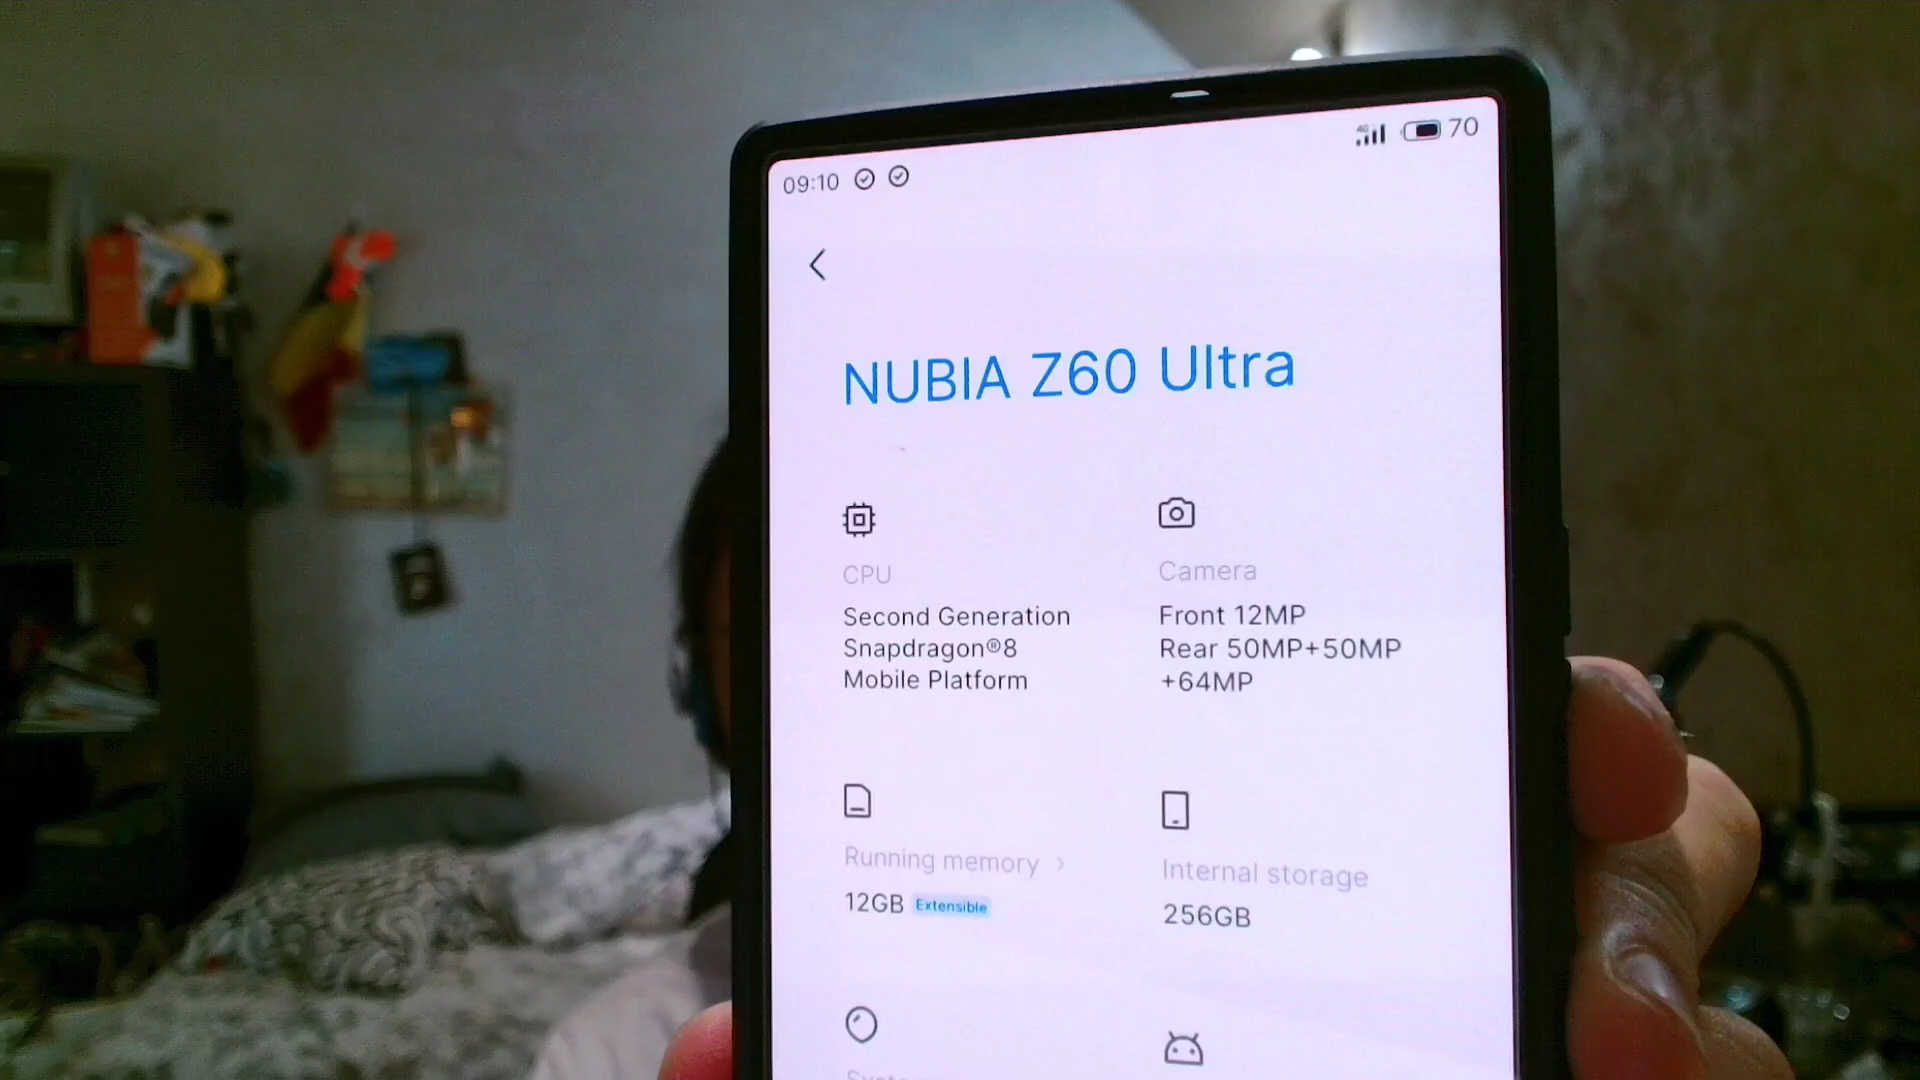 09:10 70
NUBIA Z60 Ultra
CPU
Second Generation
Snapdragon®8
Mobile Platform
Camera
Front 12MP
Rear 50MP+50MP
+64MP
Running memory
12GB Extensible
Internal storage
256GB